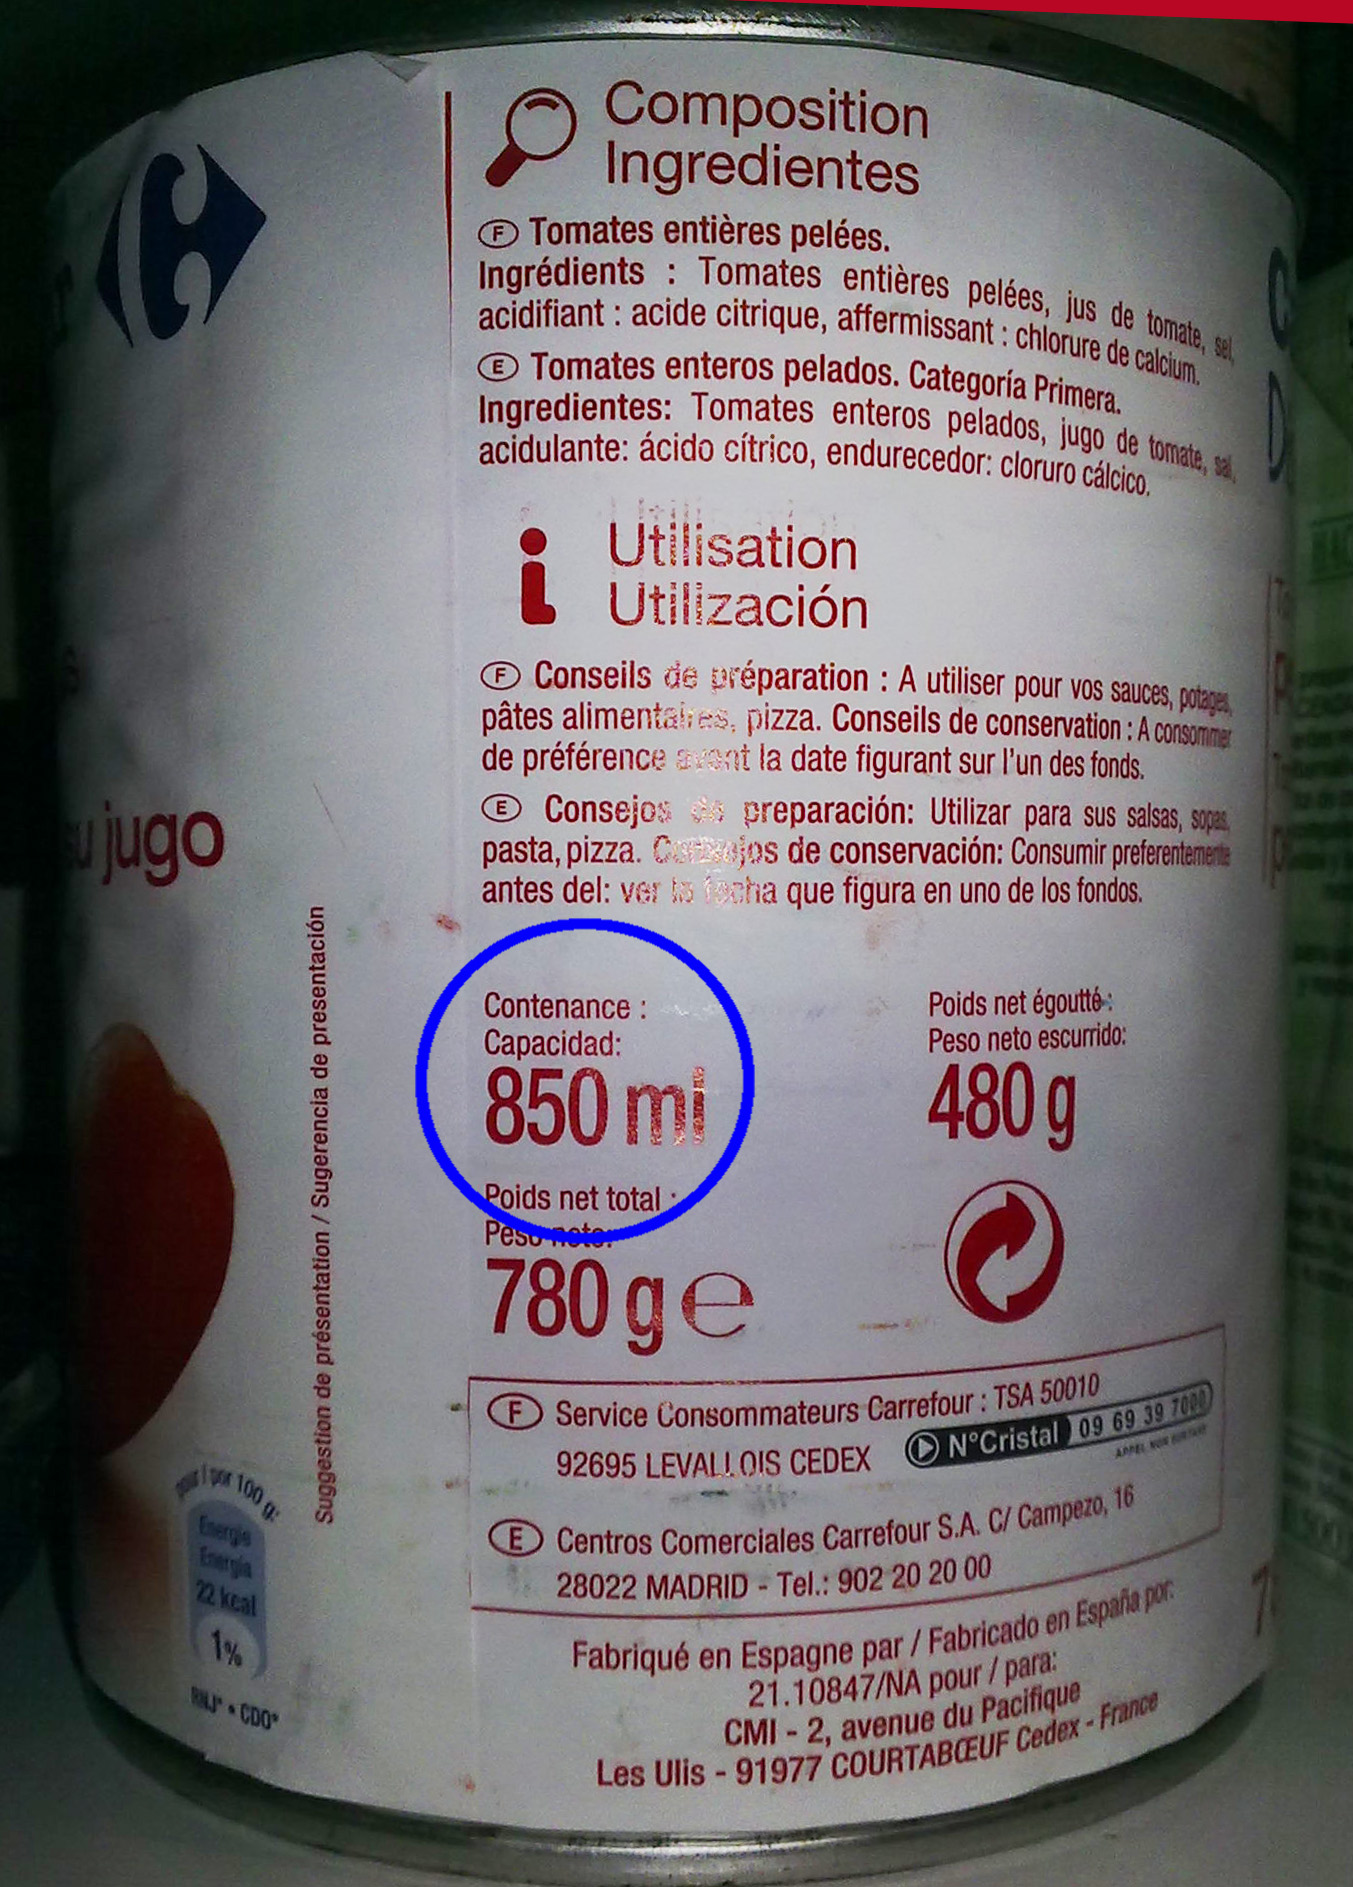 Composition
Ingredientes
Ⓕ Tomates entières pelées.
Ingrédients : Tomates entières pelées, jus de tomate, sel,
acidifiant : acide citrique, affermissant : chlorure de calcium.
Ⓔ Tomates enteros pelados. Categoría Primera.
Ingredientes: Tomates enteros pelados, jugo de tomate, sal,
acidulante: ácido cítrico, endurecedor: cloruro cálcico.
Utilisation
Utilización
Ⓕ Conseils de préparation : A utiliser pour vos sauces, potages,
pâtes alimentaires, pizza. Conseils de conservation : A consommer
de préférence avant la date figurant sur l'un des fonds.
Ⓔ Consejos de preparación: Utilizar para sus salsas, sopas,
pasta, pizza. Consejos de conservación: Consumir preferentemente
antes del: ver la fecha que figura en uno de los fondos.
su jugo
Suggestion de présentation / Sugerencia de presentación
Contenance :
Capacidad:
850 ml
Poids net égoutté :
Peso neto escurrido:
480 g
Poids net total :
Peso neto:
780 g e
Ⓕ Service Consommateurs Carrefour : TSA 50010
92695 LEVALLOIS CEDEX
N°Cristal 09 69 39 7000
APPEL NON SURTAXÉ
Ⓔ Centros Comerciales Carrefour S.A. C/ Campezo, 16
28022 MADRID - Tel.: 902 20 20 00
Fabriqué en Espagne par / Fabricado en España por:
21.10847/NA pour / para:
CMI - 2, avenue du Pacifique
Les Ulis - 91977 COURTABŒUF Cedex - France
pour / por 100 g:
Energie
Energía
22 kcal
1%
RNJ* • CDO*